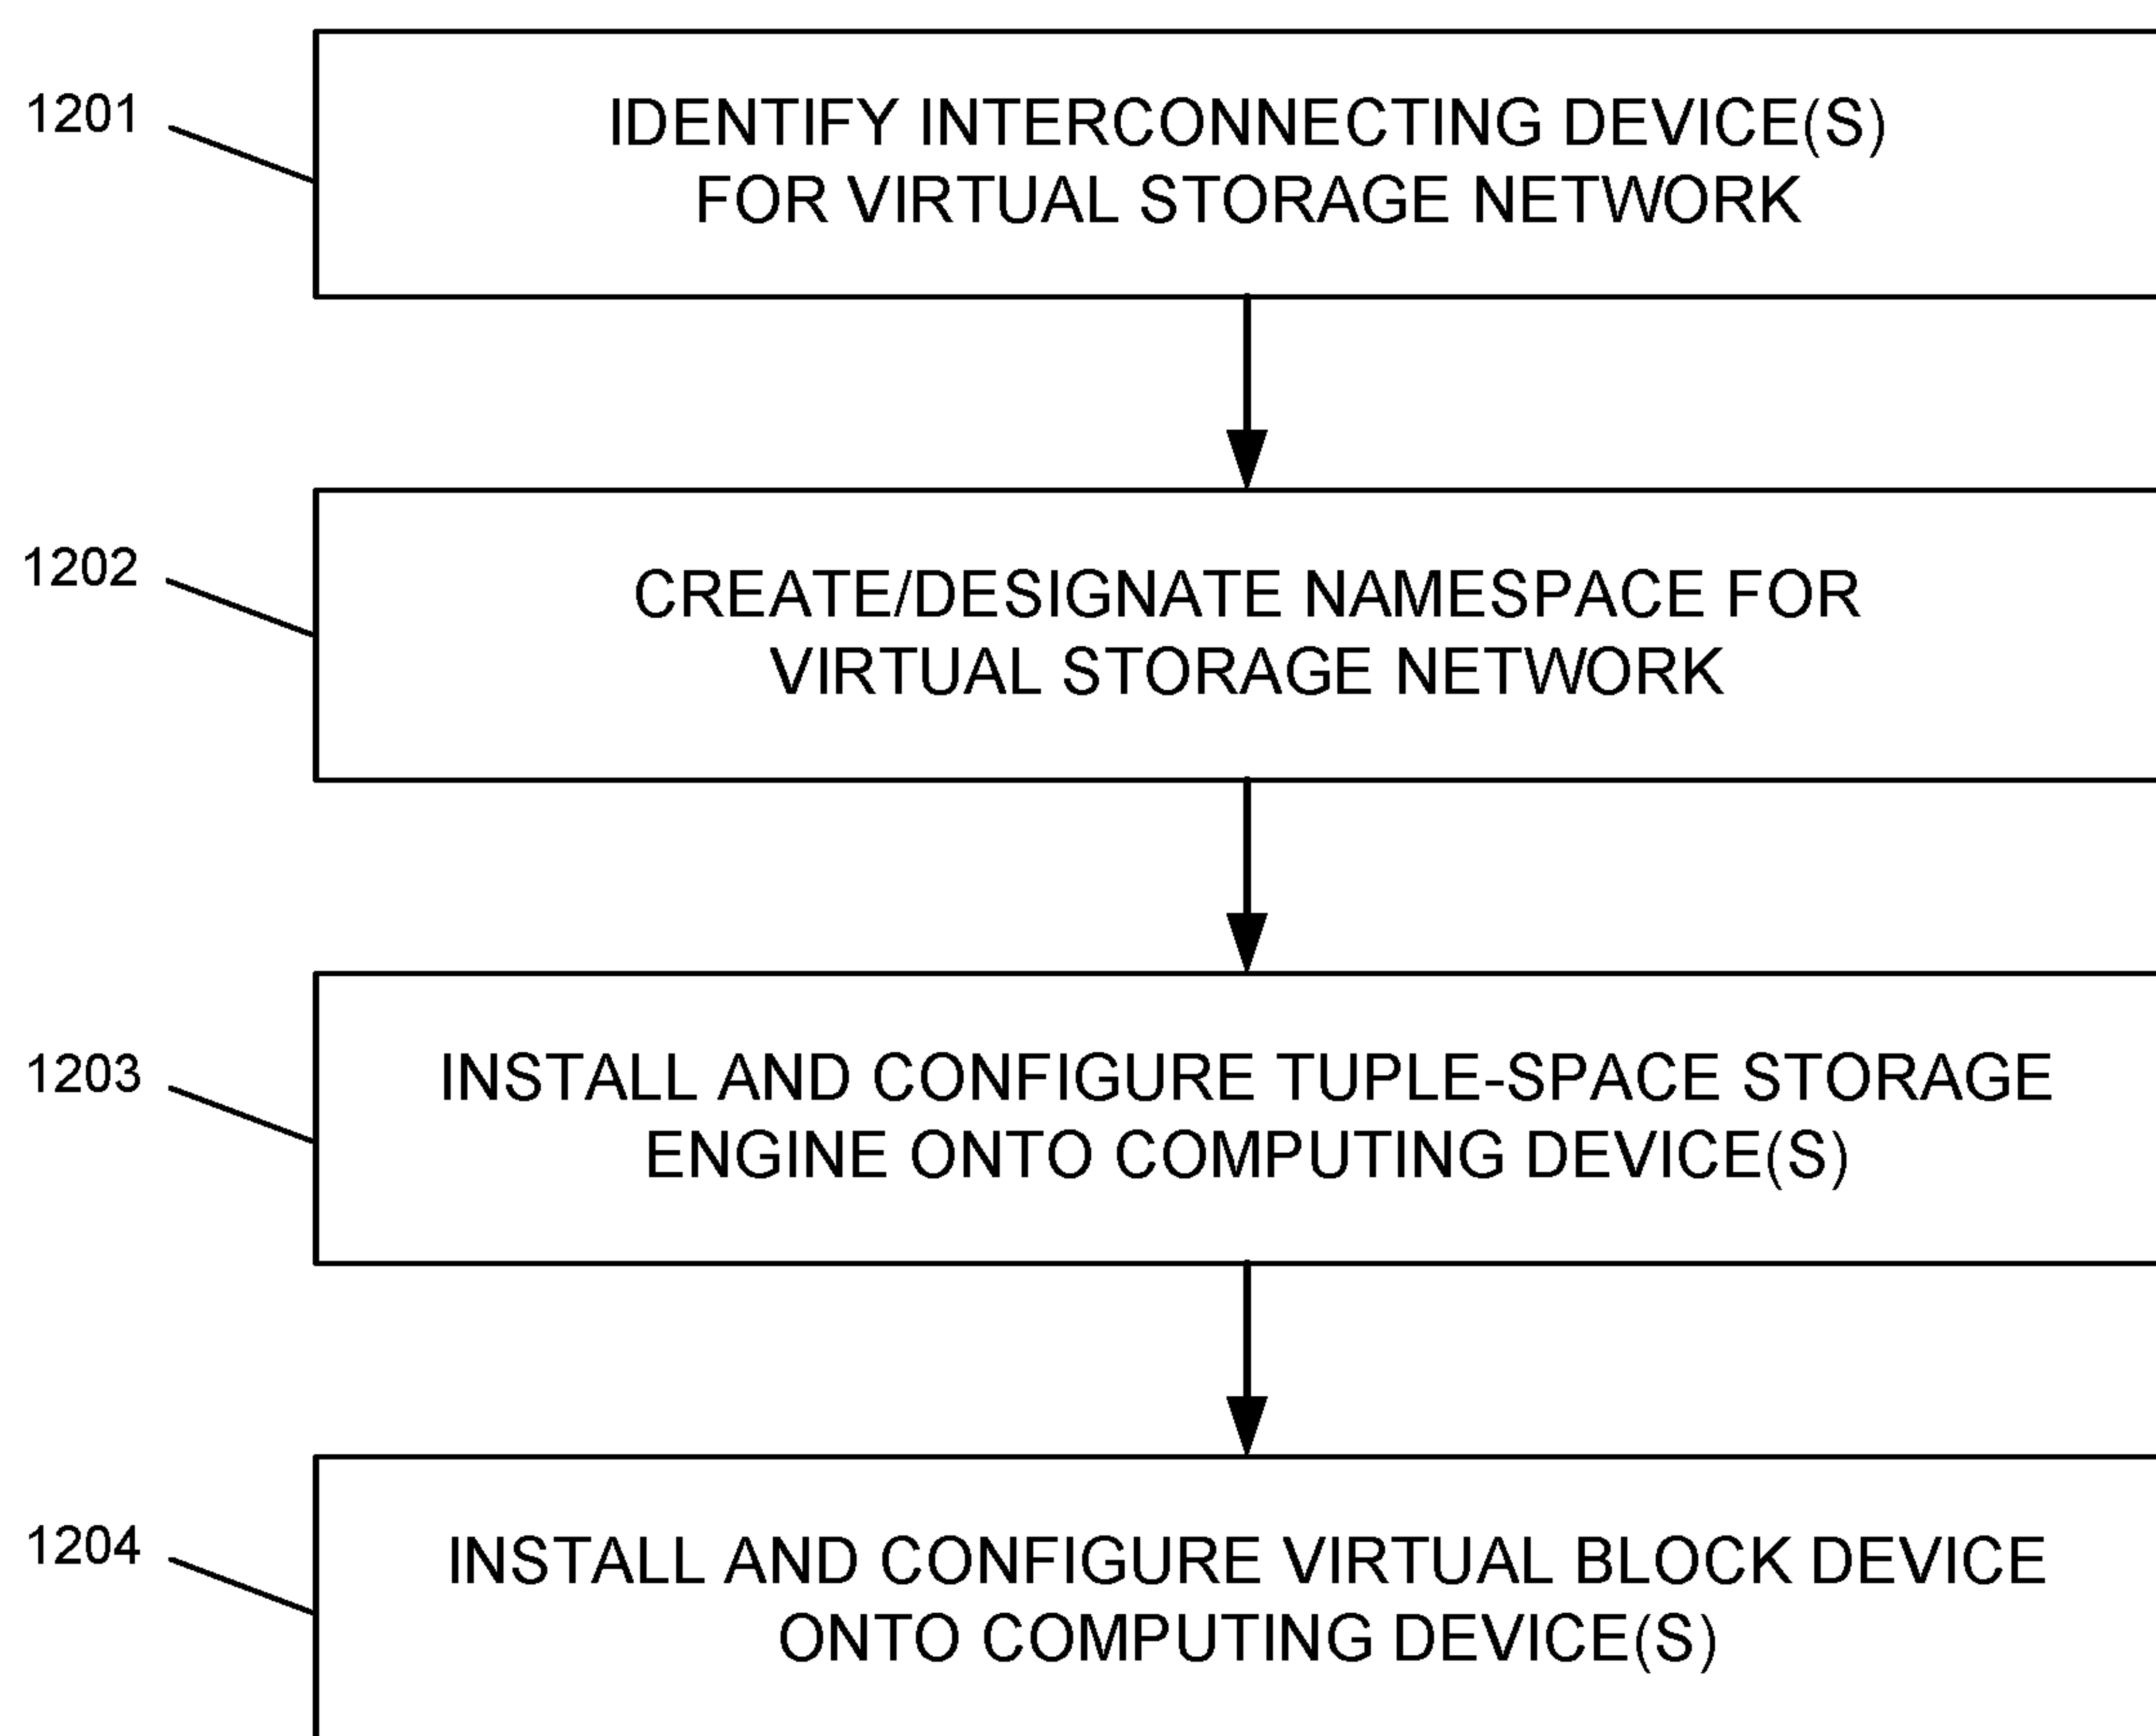 1201
IDENTIFY INTERCONNECTING DEVICE(S)
FOR VIRTUAL STORAGE NETWORK
1202
CREATE/DESIGNATE NAMESPACE FOR
VIRTUAL STORAGE NETWORK
1203
INSTALL AND CONFIGURE TUPLE-SPACE STORAGE
ENGINE ONTO COMPUTING DEVICE(S)
1204
INSTALL AND CONFIGURE VIRTUAL BLOCK DEVICE
ONTO COMPUTING DEVICE(S)